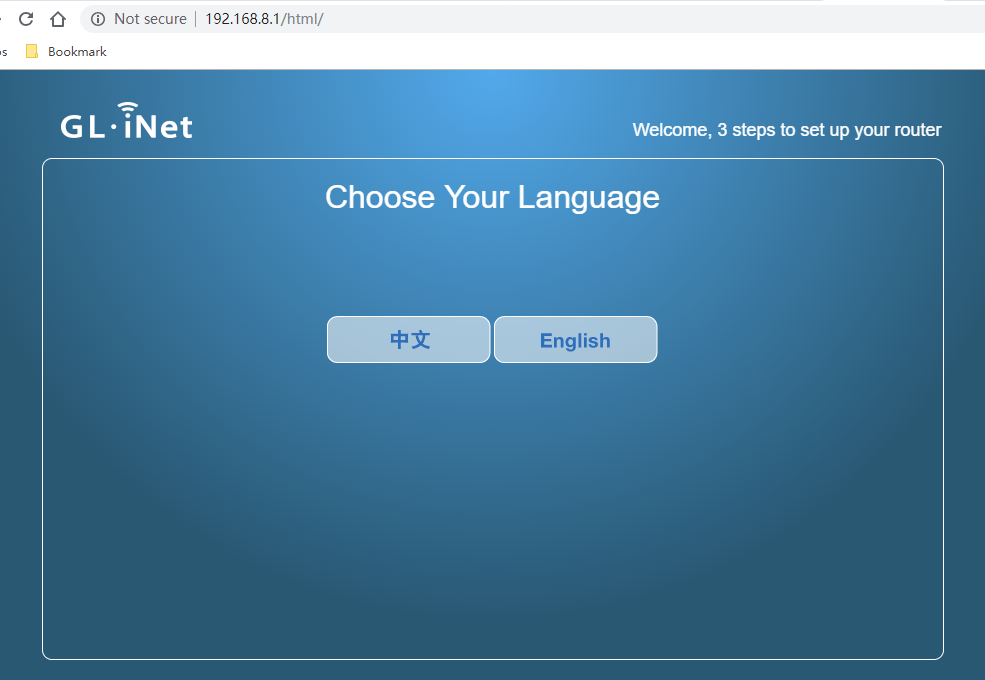 Not secure | 192.168.8.1/html/
Bookmark
GL·iNet
Welcome, 3 steps to set up your router
Choose Your Language
中文 English